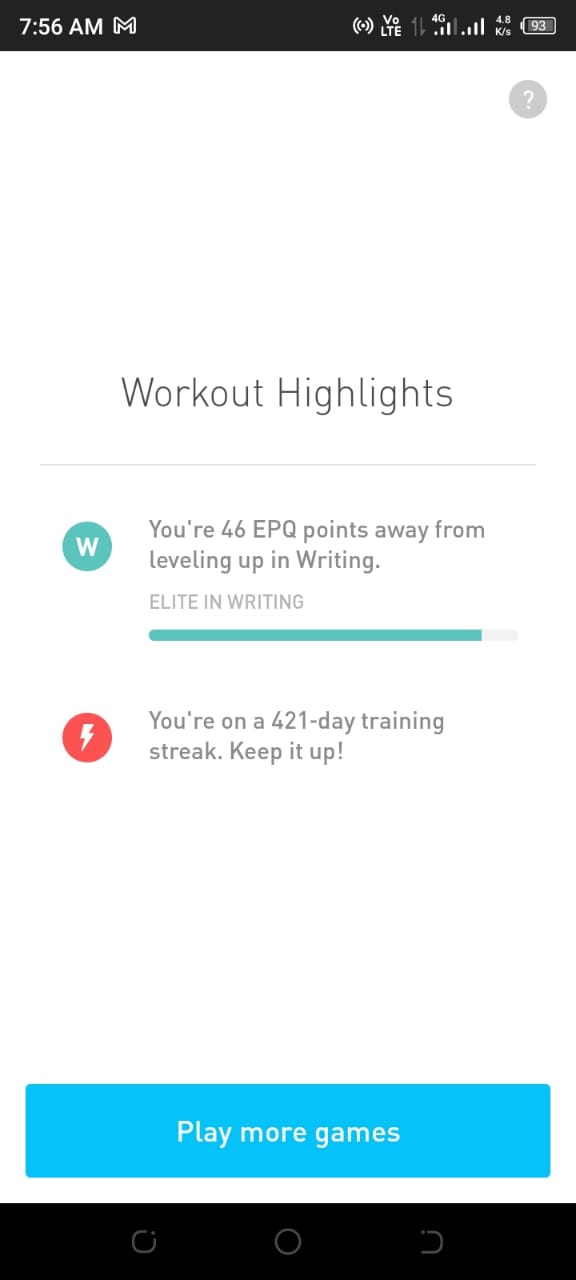 7:56 AM
Vo LTE 4G 4.8 K/s 93
?
Workout Highlights
W
You're 46 EPQ points away from
leveling up in Writing.
ELITE IN WRITING
You're on a 421-day training
streak. Keep it up!
Play more games